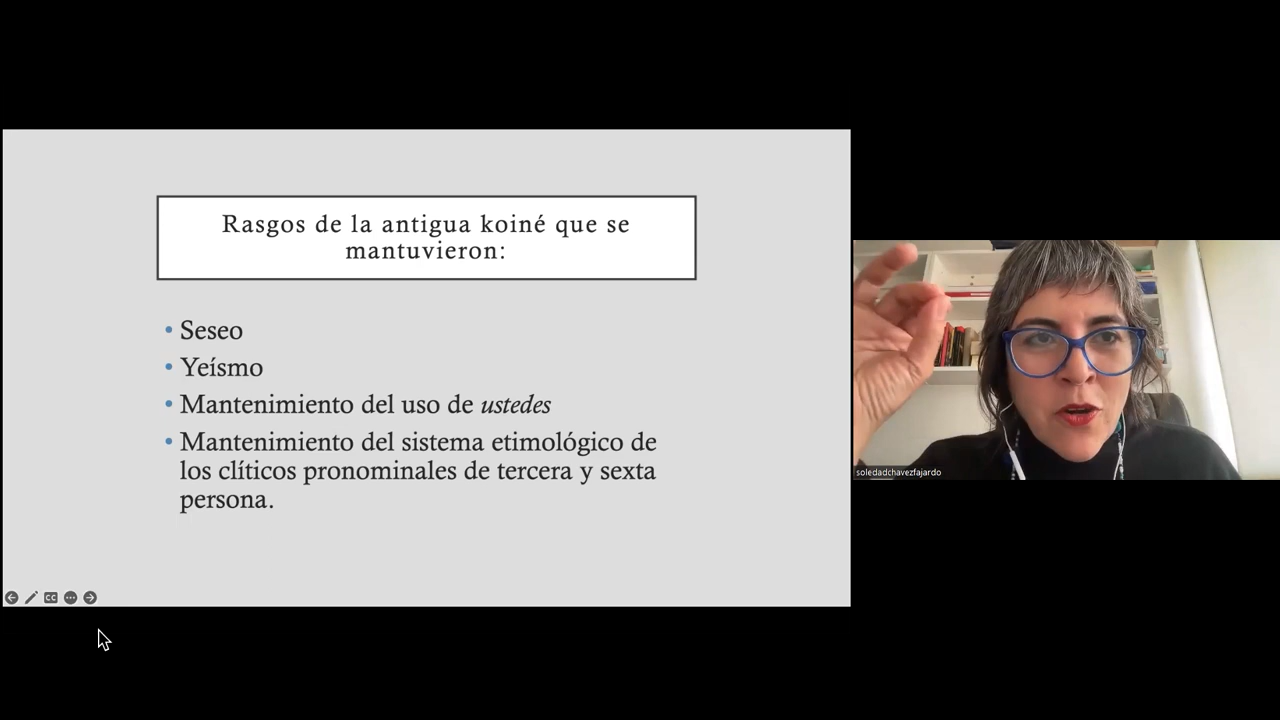 Rasgos de la antigua koiné que se
mantuvieron:
• Seseo
• Yeísmo
• Mantenimiento del uso de ustedes
• Mantenimiento del sistema etimológico de
los clíticos pronominales de tercera y sexta
persona.
CC
soledadchavezfajardo